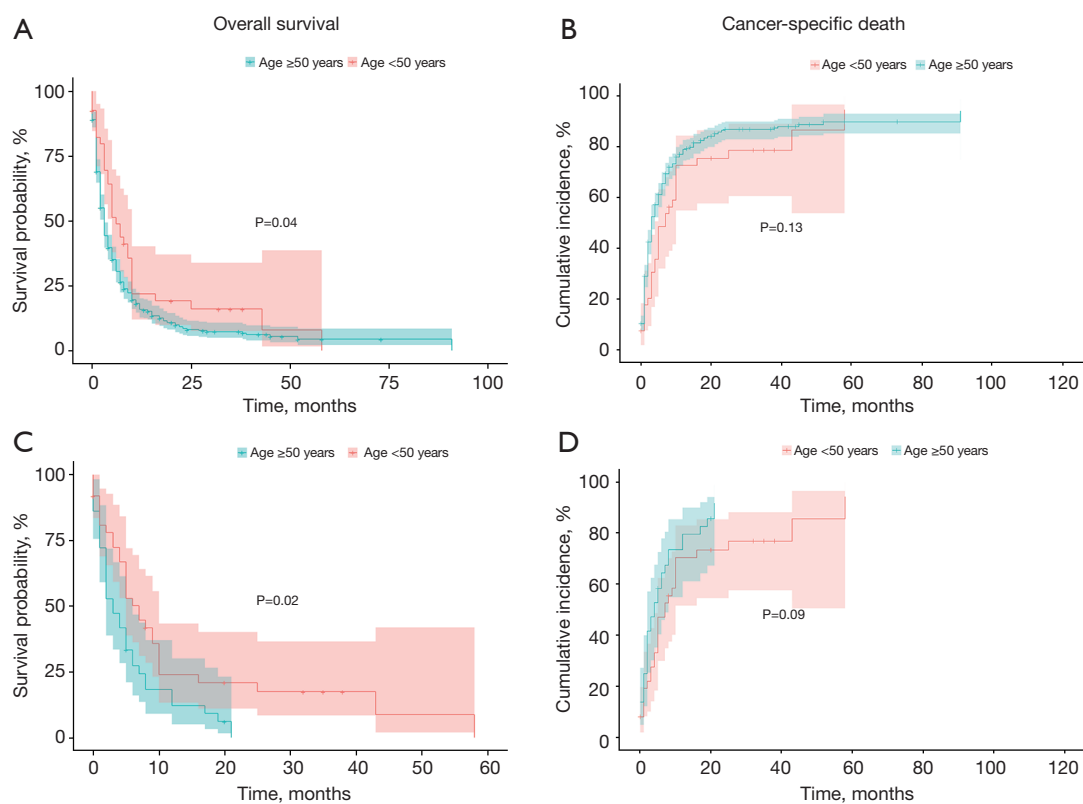 A
Overall survival
Age ≥50 years
Age <50 years
Survival probability, %
100
75
50
25
0
P=0.04
0
25
50
75
100
Time, months
B
Cancer-specific death
Age <50 years
Age ≥50 years
Cumulative incidence, %
100
80
60
40
20
0
P=0.13
0
20
40
60
80
100
120
Time, months
C
Age ≥50 years
Age <50 years
Survival probability, %
100
75
50
25
0
P=0.02
0
10
20
30
40
50
60
Time, months
D
Age <50 years
Age ≥50 years
Cumulative incidence, %
100
80
60
40
20
0
P=0.09
0
20
40
60
80
100
120
Time, months